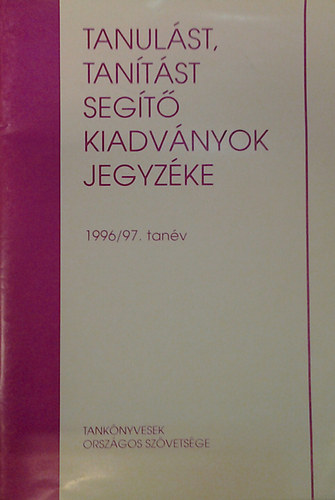 TANULÁST,
TANÍTÁST
SEGÍTŐ
KIADVÁNYOK
JEGYZÉKE
1996/97. tanév
TANKÖNYVESEK
ORSZÁGOS SZÖVETSÉGE